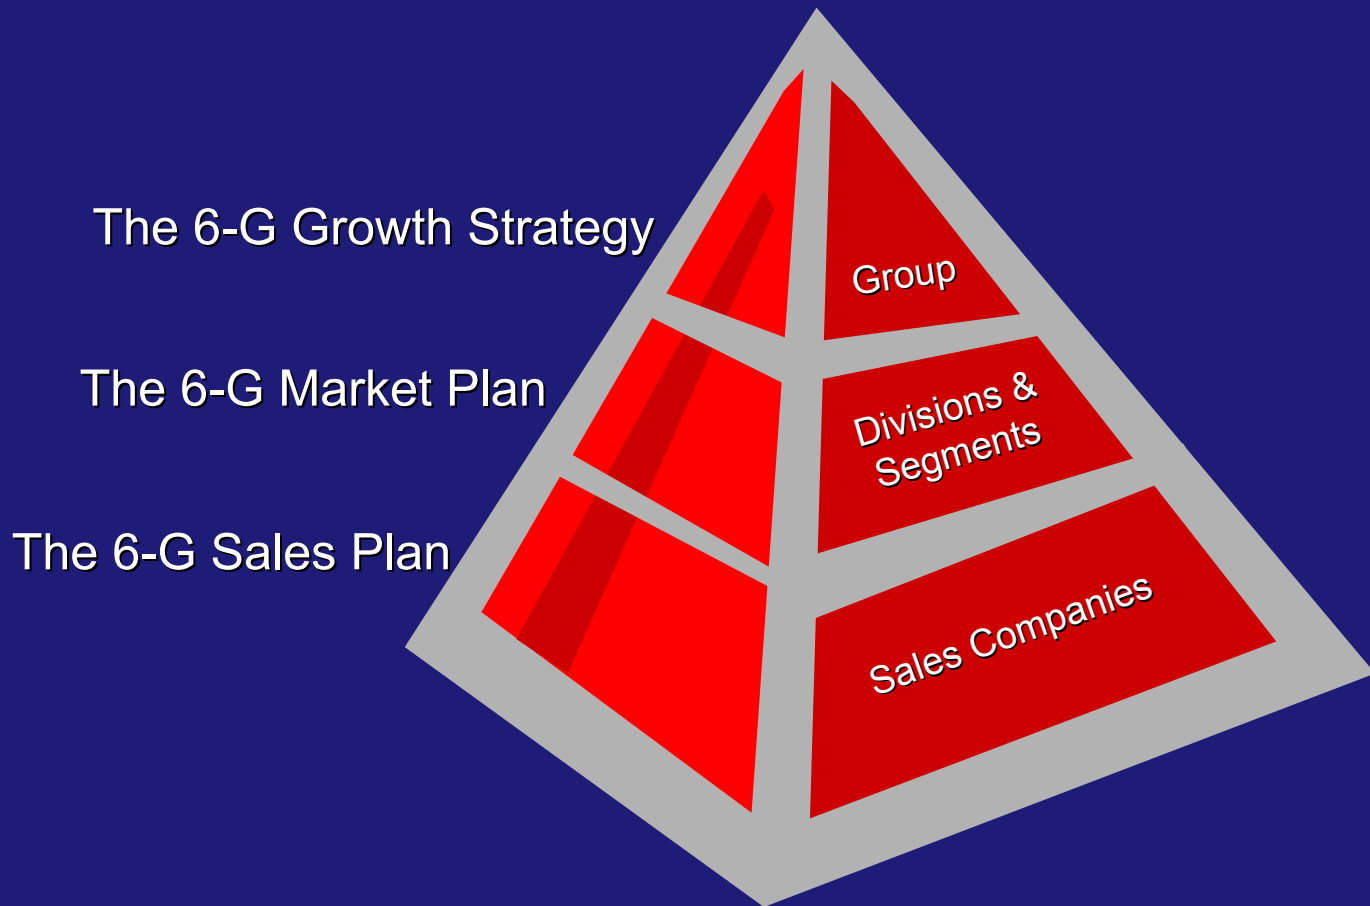 The 6-G Growth Strategy
Group
The 6-G Market Plan
Divisions &
Segments
The 6-G Sales Plan
Sales Companies